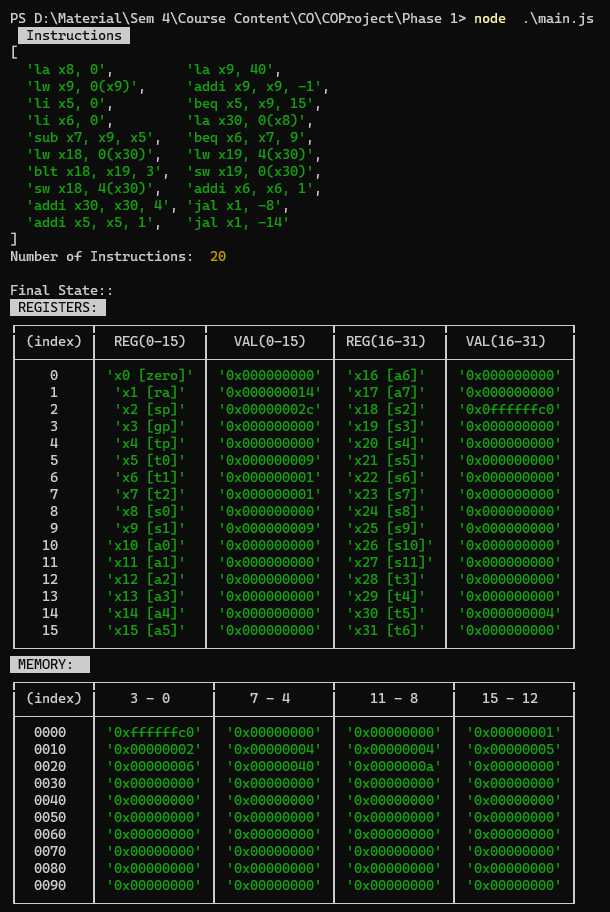 PS D:\Material\Sem 4\Course Content\CO\COProject\Phase 1> node .\main.js
Instructions
[
'la x8, 0', 'la x9, 40',
'lw x9, 0(x9)', 'addi x9, x9, -1',
'li x5, 0', 'beq x5, x9, 15',
'li x6, 0', 'la x30, 0(x8)',
'sub x7, x9, x5', 'beq x6, x7, 9',
'lw x18, 0(x30)', 'lw x19, 4(x30)',
'blt x18, x19, 3', 'sw x19, 0(x30)',
'sw x18, 4(x30)', 'addi x6, x6, 1',
'addi x30, x30, 4', 'jal x1, -8',
'addi x5, x5, 1', 'jal x1, -14'
]
Number of Instructions: 20
Final State::
REGISTERS:
(index) REG(0-15) VAL(0-15) REG(16-31) VAL(16-31)
0 'x0 [zero]' '0x000000000' 'x16 [a6]' '0x000000000'
1 'x1 [ra]' '0x000000014' 'x17 [a7]' '0x000000000'
2 'x2 [sp]' '0x00000002c' 'x18 [s2]' '0x0ffffffc0'
3 'x3 [gp]' '0x000000000' 'x19 [s3]' '0x000000000'
4 'x4 [tp]' '0x000000000' 'x20 [s4]' '0x000000000'
5 'x5 [t0]' '0x000000009' 'x21 [s5]' '0x000000000'
6 'x6 [t1]' '0x000000001' 'x22 [s6]' '0x000000000'
7 'x7 [t2]' '0x000000001' 'x23 [s7]' '0x000000000'
8 'x8 [s0]' '0x000000000' 'x24 [s8]' '0x000000000'
9 'x9 [s1]' '0x000000009' 'x25 [s9]' '0x000000000'
10 'x10 [a0]' '0x000000000' 'x26 [s10]' '0x000000000'
11 'x11 [a1]' '0x000000000' 'x27 [s11]' '0x000000000'
12 'x12 [a2]' '0x000000000' 'x28 [t3]' '0x000000000'
13 'x13 [a3]' '0x000000000' 'x29 [t4]' '0x000000000'
14 'x14 [a4]' '0x000000000' 'x30 [t5]' '0x000000004'
15 'x15 [a5]' '0x000000000' 'x31 [t6]' '0x000000000'
MEMORY:
(index) 3 - 0 7 - 4 11 - 8 15 - 12
0000 '0xffffffc0' '0x00000000' '0x00000000' '0x00000001'
0010 '0x00000002' '0x00000004' '0x00000004' '0x00000005'
0020 '0x00000006' '0x00000040' '0x0000000a' '0x00000000'
0030 '0x00000000' '0x00000000' '0x00000000' '0x00000000'
0040 '0x00000000' '0x00000000' '0x00000000' '0x00000000'
0050 '0x00000000' '0x00000000' '0x00000000' '0x00000000'
0060 '0x00000000' '0x00000000' '0x00000000' '0x00000000'
0070 '0x00000000' '0x00000000' '0x00000000' '0x00000000'
0080 '0x00000000' '0x00000000' '0x00000000' '0x00000000'
0090 '0x00000000' '0x00000000' '0x00000000' '0x00000000'